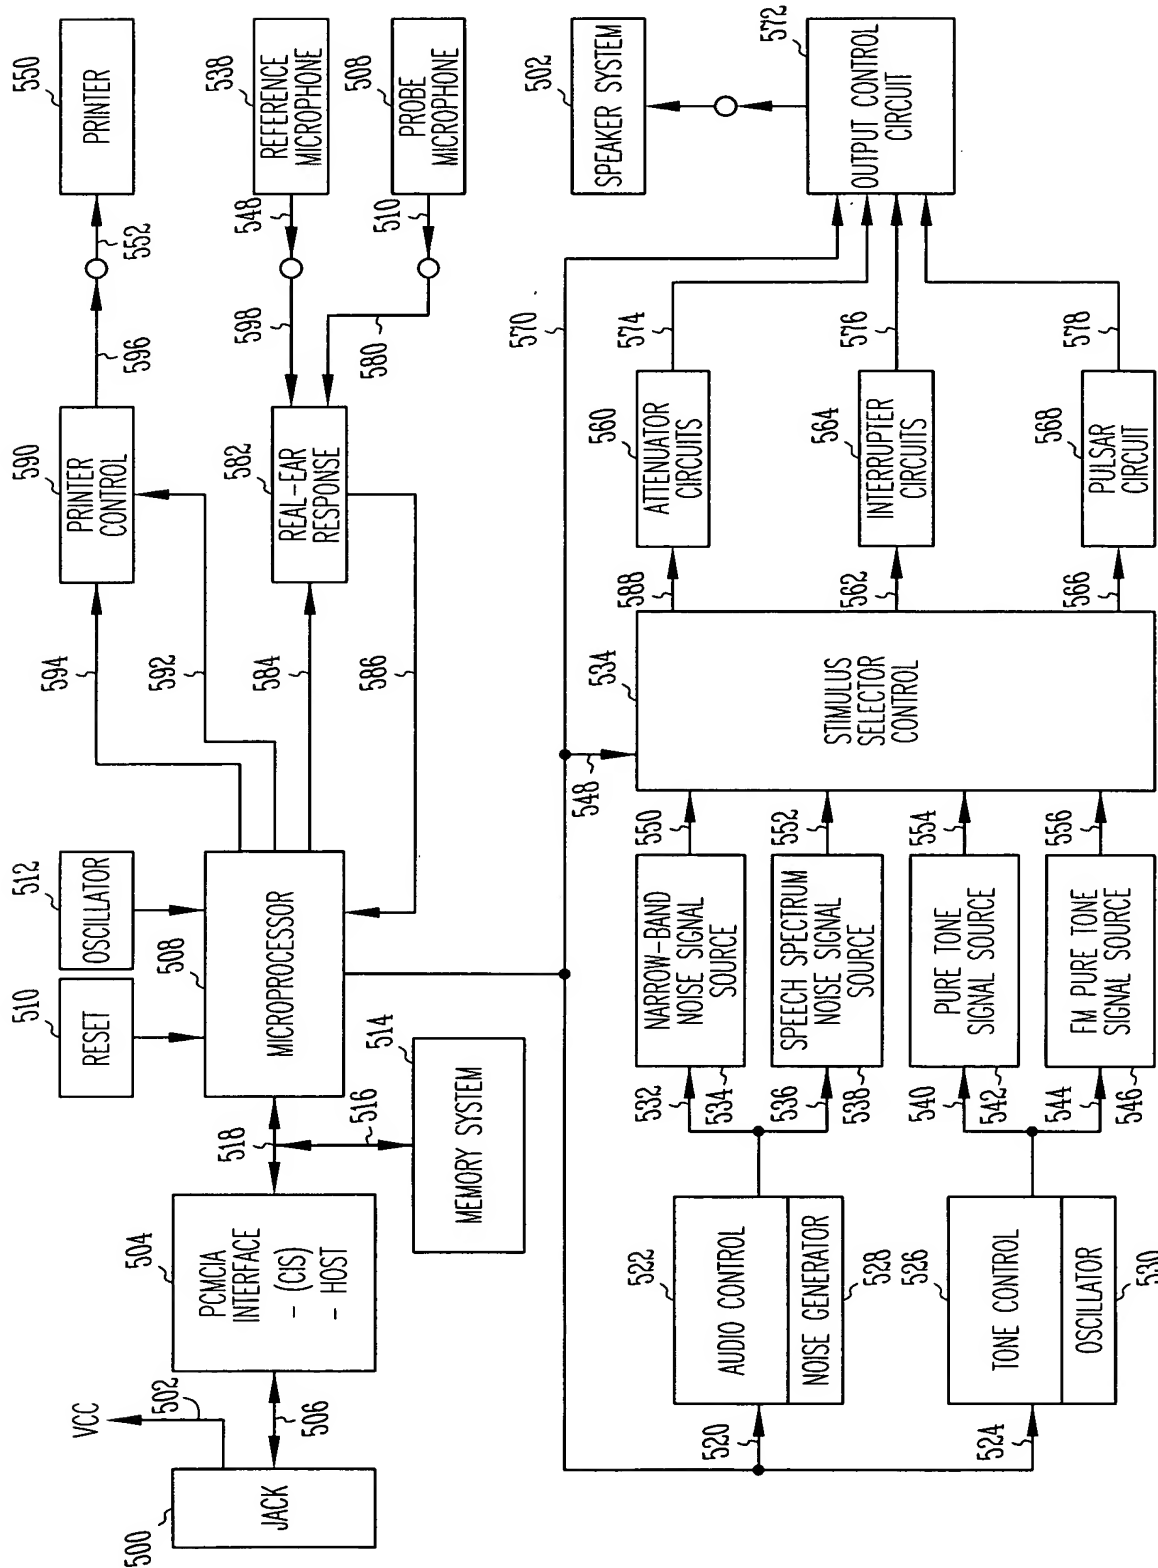 VCC
502
500
JACK
506
504
PCMCIA
INTERFACE
- (CIS)
- HOST
518
516
514
MEMORY SYSTEM
510
RESET
512
OSCILLATOR
508
MICROPROCESSOR
594
592
584
586
590
PRINTER
CONTROL
596
552
550
PRINTER
582
REAL-EAR
RESPONSE
598
580
548
538
REFERENCE
MICROPHONE
510
508
PROBE
MICROPHONE
520
522
AUDIO CONTROL
NOISE GENERATOR
528
524
526
TONE CONTROL
OSCILLATOR
530
532
534
NARROW-BAND
NOISE SIGNAL
SOURCE
550
536
538
SPEECH SPECTRUM
NOISE SIGNAL
SOURCE
552
540
542
PURE TONE
SIGNAL SOURCE
554
544
546
FM PURE TONE
SIGNAL SOURCE
556
548
534
STIMULUS
SELECTOR
CONTROL
570
588
560
ATTENUATOR
CIRCUITS
574
562
564
INTERRUPTER
CIRCUITS
576
566
568
PULSAR
CIRCUIT
578
502
SPEAKER SYSTEM
572
OUTPUT CONTROL
CIRCUIT